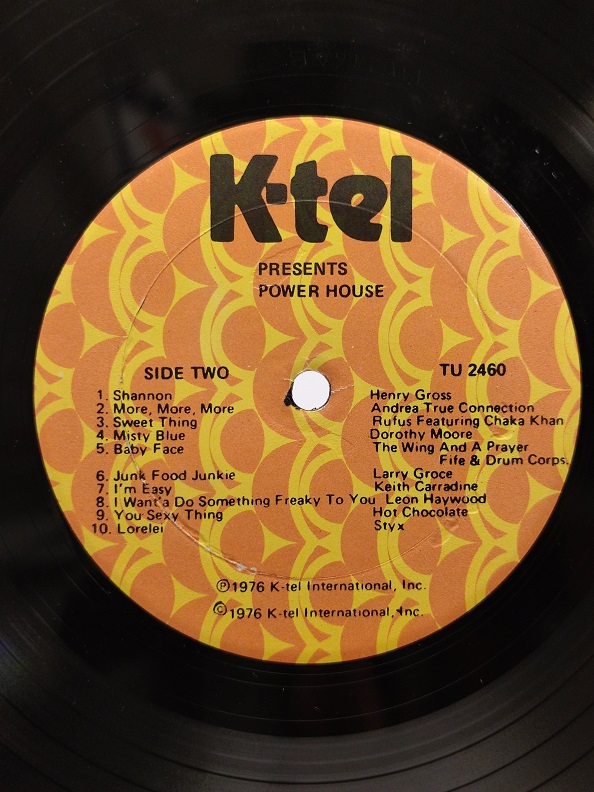 K-tel
PRESENTS
POWER HOUSE
SIDE TWO TU 2460
1. Shannon Henry Gross
2. More, More, More Andrea True Connection
3. Sweet Thing Rufus Featuring Chaka Khan
4. Misty Blue Dorothy Moore
5. Baby Face The Wing And A Prayer
Fife & Drum Corps.
6. Junk Food Junkie Larry Groce
7. I'm Easy Keith Carradine
8. I Want'a Do Something Freaky To You Leon Haywood
9. You Sexy Thing Hot Chocolate
10. Lorelei Styx
℗1976 K-tel International, Inc.
©1976 K-tel International, Inc.